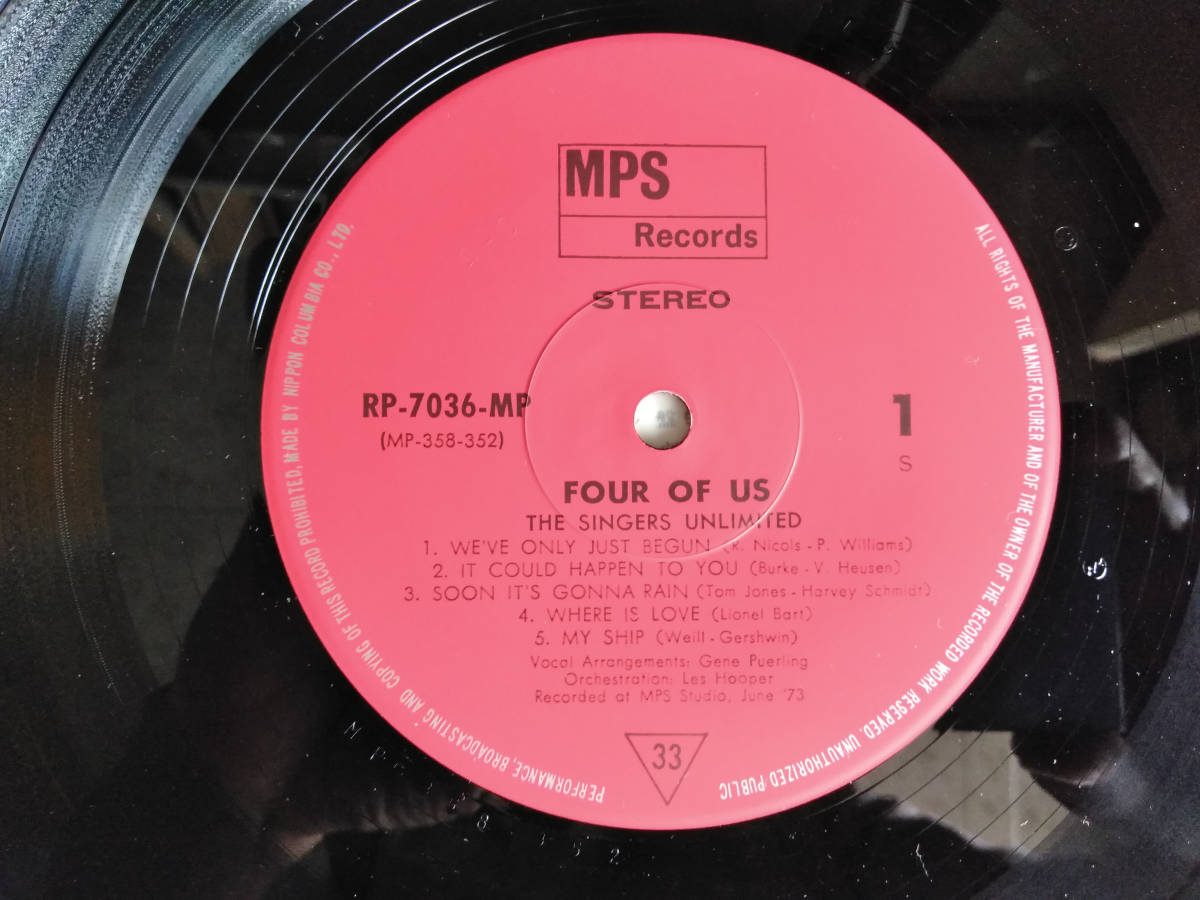 MPS
Records
STEREO
RP-7036-MP
(MP-358-352)
1
S
FOUR OF US
THE SINGERS UNLIMITED
1. WE'VE ONLY JUST BEGUN (R. Nicols - P. Williams)
2. IT COULD HAPPEN TO YOU (Burke - V. Heusen)
3. SOON IT'S GONNA RAIN (Tom Jones - Harvey Schmidt)
4. WHERE IS LOVE (Lionel Bart)
5. MY SHIP (Weill - Gershwin)
Vocal Arrangements: Gene Puerling
Orchestration: Les Hooper
Recorded at MPS Studio, June '73
33
ALL RIGHTS OF THE MANUFACTURER AND OF THE OWNER OF THE RECORDED WORK RESERVED. UNAUTHORIZED PUBLIC PERFORMANCE, BROADCASTING AND COPYING OF THIS RECORD PROHIBITED, MADE BY NIPPON COLUMBIA CO., LTD.